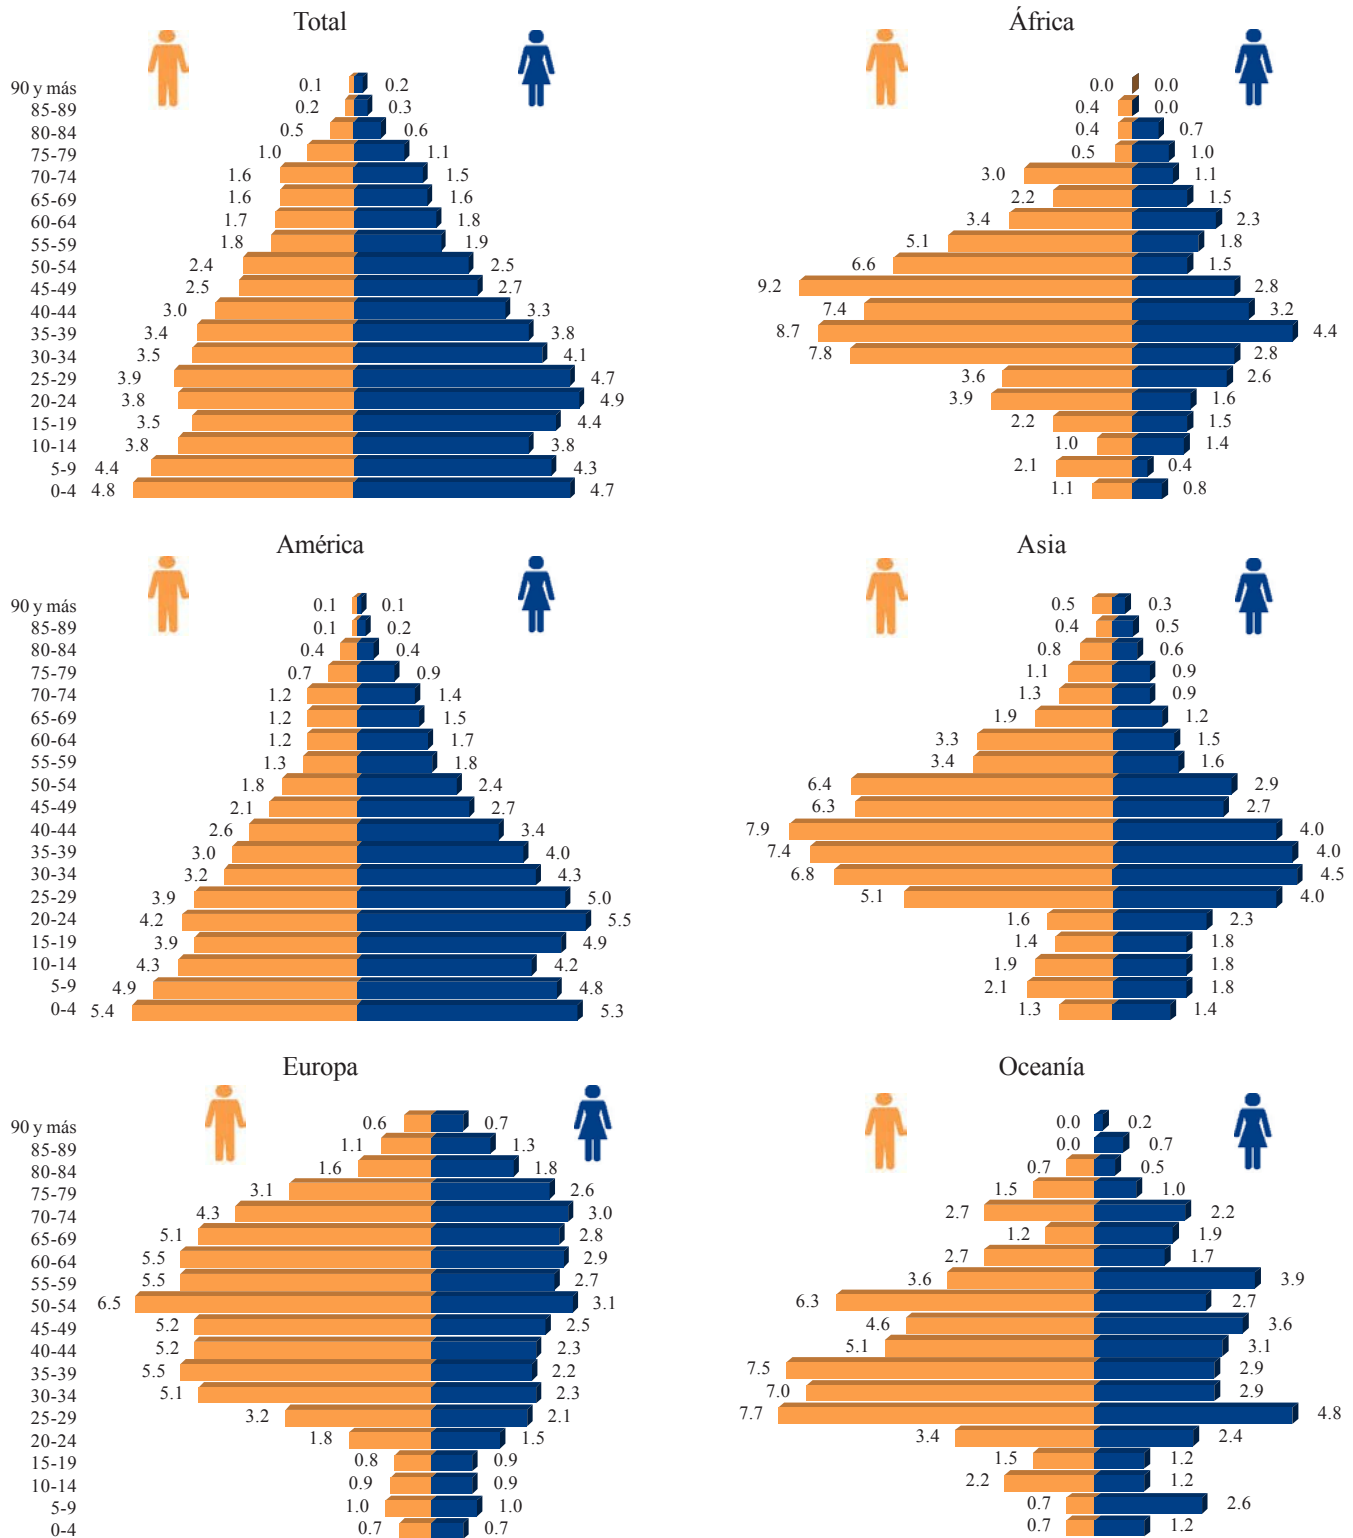 Total
África
90 y más 0.1 0.2 0.0 0.0
85-89 0.2 0.3 0.4 0.0
80-84 0.5 0.6 0.4 0.7
75-79 1.0 1.1 0.5 1.0
70-74 1.6 1.5 3.0 1.1
65-69 1.6 1.6 2.2 1.5
60-64 1.7 1.8 3.4 2.3
55-59 1.8 1.9 5.1 1.8
50-54 2.4 2.5 6.6 1.5
45-49 2.5 2.7 9.2 2.8
40-44 3.0 3.3 7.4 3.2
35-39 3.4 3.8 8.7 4.4
30-34 3.5 4.1 7.8 2.8
25-29 3.9 4.7 3.6 2.6
20-24 3.8 4.9 3.9 1.6
15-19 3.5 4.4 2.2 1.5
10-14 3.8 3.8 1.0 1.4
5-9 4.4 4.3 2.1 0.4
0-4 4.8 4.7 1.1 0.8
América
Asia
90 y más 0.1 0.1 0.5 0.3
85-89 0.1 0.2 0.4 0.5
80-84 0.4 0.4 0.8 0.6
75-79 0.7 0.9 1.1 0.9
70-74 1.2 1.4 1.3 0.9
65-69 1.2 1.5 1.9 1.2
60-64 1.2 1.7 3.3 1.5
55-59 1.3 1.8 3.4 1.6
50-54 1.8 2.4 6.4 2.9
45-49 2.1 2.7 6.3 2.7
40-44 2.6 3.4 7.9 4.0
35-39 3.0 4.0 7.4 4.0
30-34 3.2 4.3 6.8 4.5
25-29 3.9 5.0 5.1 4.0
20-24 4.2 5.5 1.6 2.3
15-19 3.9 4.9 1.4 1.8
10-14 4.3 4.2 1.9 1.8
5-9 4.9 4.8 2.1 1.8
0-4 5.4 5.3 1.3 1.4
Europa
Oceanía
90 y más 0.6 0.7 0.0 0.2
85-89 1.1 1.3 0.0 0.7
80-84 1.6 1.8 0.7 0.5
75-79 3.1 2.6 1.5 1.0
70-74 4.3 3.0 2.7 2.2
65-69 5.1 2.8 1.2 1.9
60-64 5.5 2.9 2.7 1.7
55-59 5.5 2.7 3.6 3.9
50-54 6.5 3.1 6.3 2.7
45-49 5.2 2.5 4.6 3.6
40-44 5.2 2.3 5.1 3.1
35-39 5.5 2.2 7.5 2.9
30-34 5.1 2.3 7.0 2.9
25-29 3.2 2.1 7.7 4.8
20-24 1.8 1.5 3.4 2.4
15-19 0.8 0.9 1.5 1.2
10-14 0.9 0.9 2.2 1.2
5-9 1.0 1.0 0.7 2.6
0-4 0.7 0.7 0.7 1.2